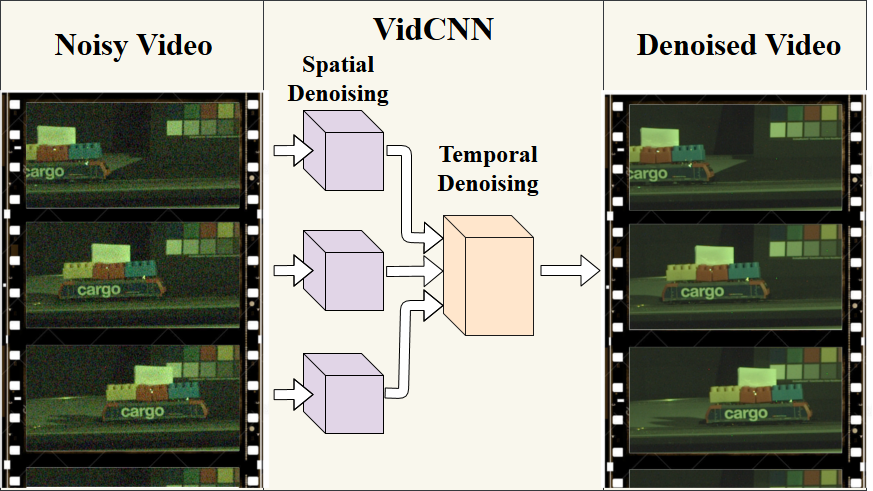 Noisy Video
VidCNN
Denoised Video
Spatial
Denoising
Temporal
Denoising
cargo
cargo
cargo
cargo
cargo
cargo